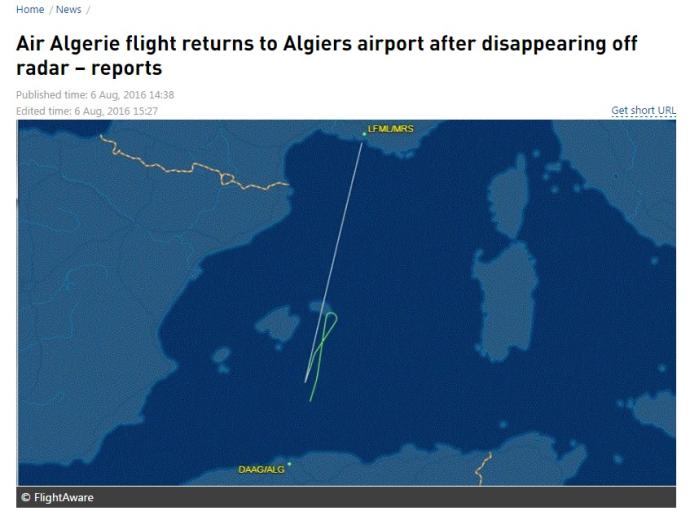 Home / News /
Air Algerie flight returns to Algiers airport after disappearing off
radar – reports
Published time: 6 Aug, 2016 14:38
Edited time: 6 Aug, 2016 15:27
Get short URL
LFML/MRS
DAAG/ALG
© FlightAware